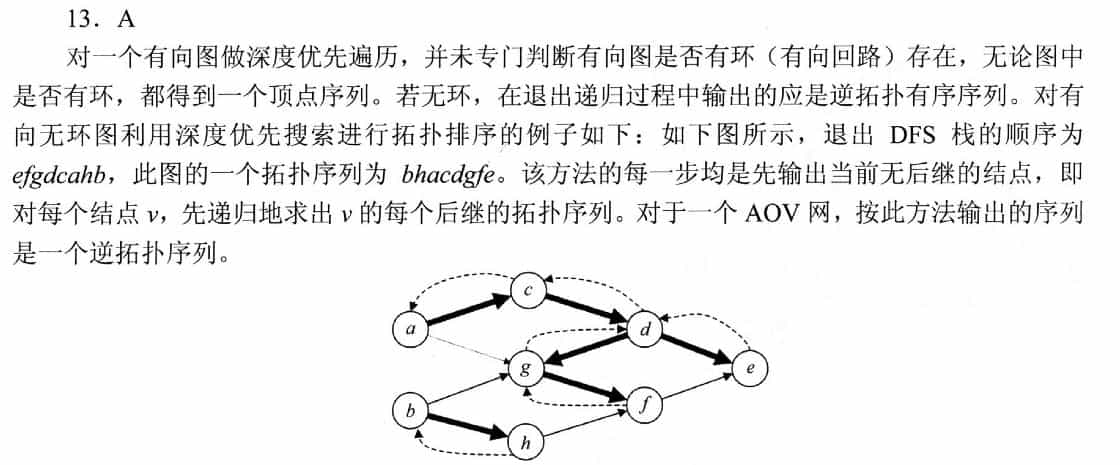 13. A
对一个有向图做深度优先遍历，并未专门判断有向图是否有环（有向回路）存在，无论图中
是否有环，都得到一个顶点序列。若无环，在退出递归过程中输出的应是逆拓扑有序序列。对有
向无环图利用深度优先搜索进行拓扑排序的例子如下：如下图所示，退出 DFS 栈的顺序为
efgdcahb，此图的一个拓扑序列为 bhacdgfe。该方法的每一步均是先输出当前无后继的结点，即
对每个结点 v，先递归地求出 v 的每个后继的拓扑序列。对于一个 AOV 网，按此方法输出的序列
是一个逆拓扑序列。
c
a
d
g
e
b
f
h